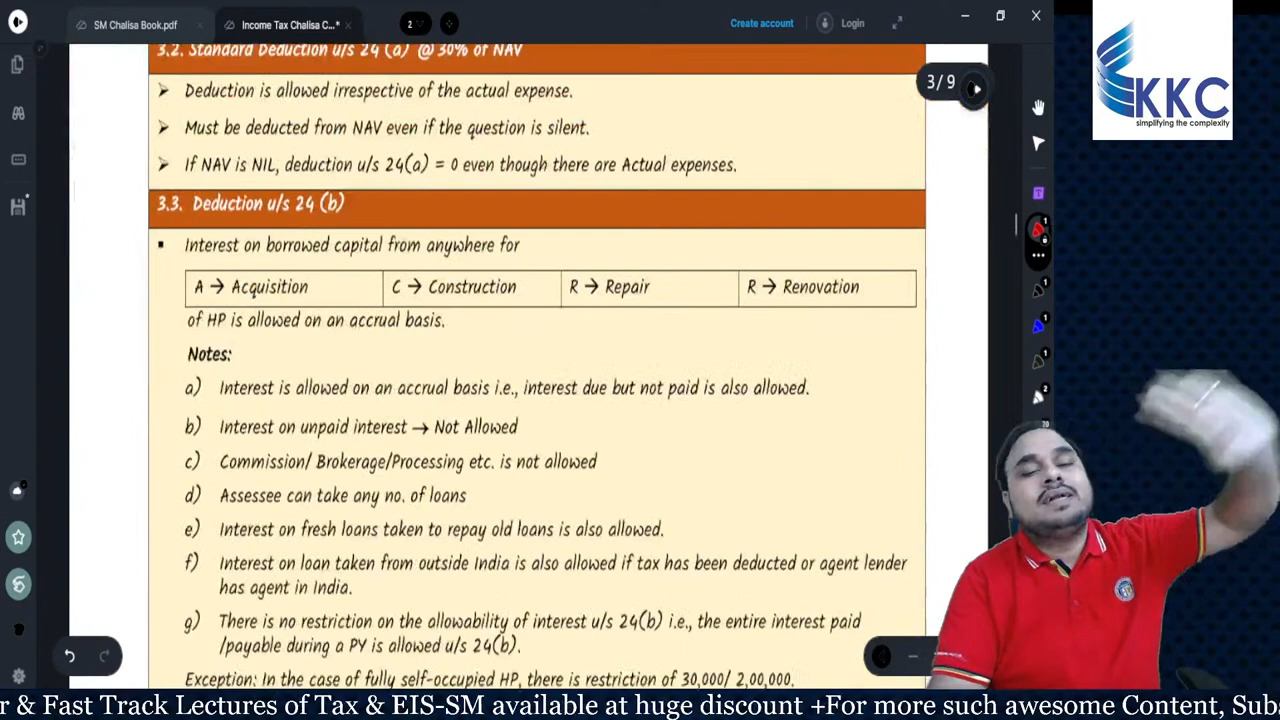 SM Chalisa Book.pdf
Income Tax Chalisa C...*
2
Create account
Login
KKC
simplifying the complexity
3/9
3.2. Standard Deduction u/s 24 (a) @ 30% of NAV
➤ Deduction is allowed irrespective of the actual expense.
➤ Must be deducted from NAV even if the question is silent.
➤ If NAV is NIL, deduction u/s 24(a) = 0 even though there are Actual expenses.
3.3. Deduction u/s 24 (b)
▪ Interest on borrowed capital from anywhere for
A → Acquisition C → Construction R → Repair R → Renovation
of HP is allowed on an accrual basis.
Notes:
a) Interest is allowed on an accrual basis i.e., interest due but not paid is also allowed.
b) Interest on unpaid interest → Not Allowed
c) Commission/ Brokerage/Processing etc. is not allowed
d) Assessee can take any no. of loans
e) Interest on fresh loans taken to repay old loans is also allowed.
f) Interest on loan taken from outside India is also allowed if tax has been deducted or agent lender
has agent in India.
g) There is no restriction on the allowability of interest u/s 24(b) i.e., the entire interest paid
/payable during a PY is allowed u/s 24(b).
Exception: In the case of fully self-occupied HP, there is restriction of 30,000/ 2,00,000.
r & Fast Track Lectures of Tax & EIS-SM available at huge discount +For more such awesome Content, Subs